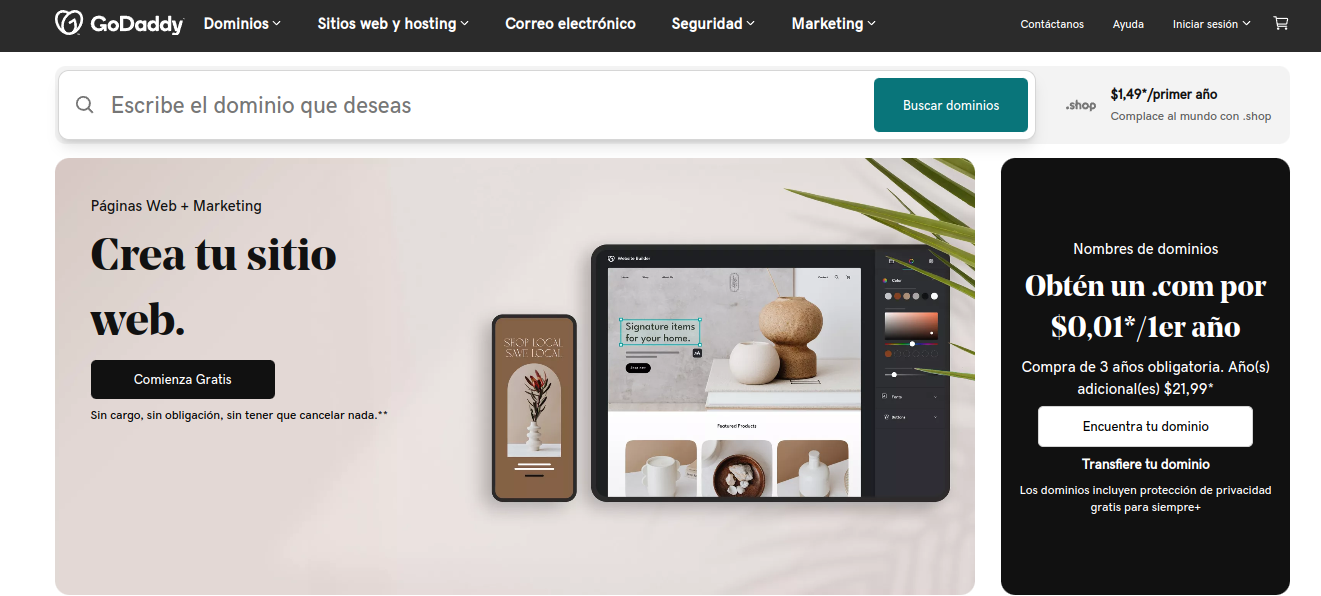 GoDaddy
Dominios
Sitios web y hosting
Correo electrónico
Seguridad
Marketing
Contáctanos
Ayuda
Iniciar sesión
Escribe el dominio que deseas
Buscar dominios
.shop
$1,49*/primer año
Complace al mundo con .shop
Páginas Web + Marketing
Crea tu sitio
web.
Comienza Gratis
Sin cargo, sin obligación, sin tener que cancelar nada.**
SHOP LOCAL
SAVE LOCAL
Website Builder
Signature items
for your home.
Featured Products
Color
Fonts
Buttons
Nombres de dominios
Obtén un .com por
$0,01*/1er año
Compra de 3 años obligatoria. Año(s)
adicional(es) $21,99*
Encuentra tu dominio
Transfiere tu dominio
Los dominios incluyen protección de privacidad
gratis para siempre+